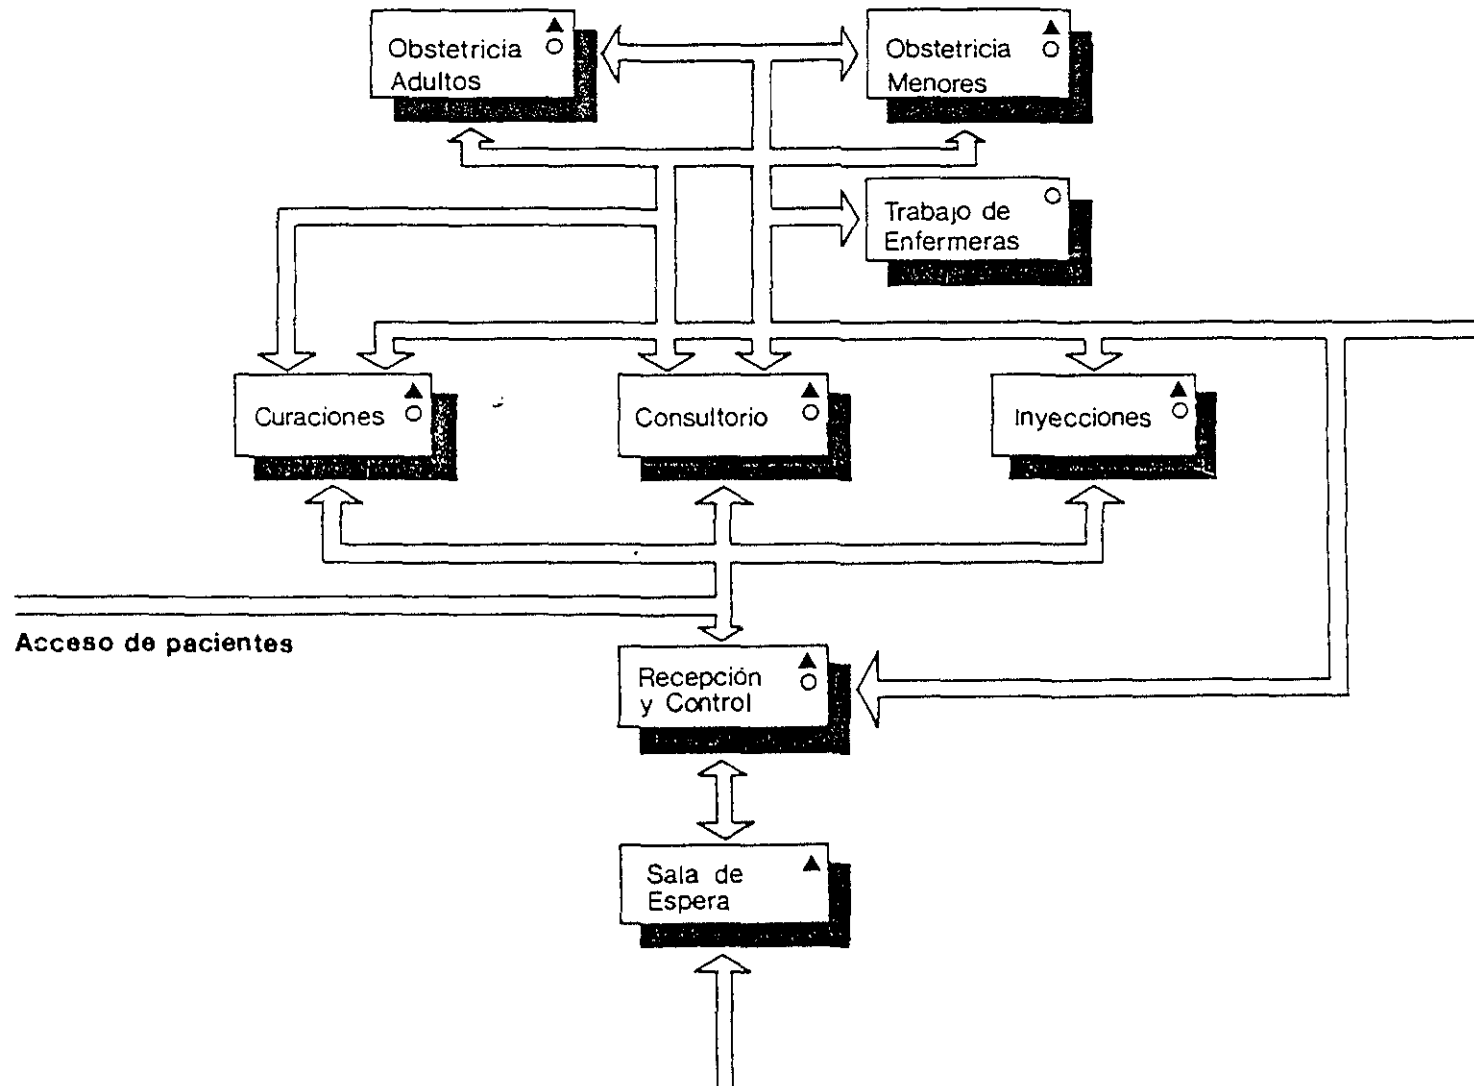 Obstetricia
Adultos
Obstetricia
Menores
Trabajo de
Enfermeras
Curaciones
Consultorio
Inyecciones
Acceso de pacientes
Recepción
y Control
Sala de
Espera